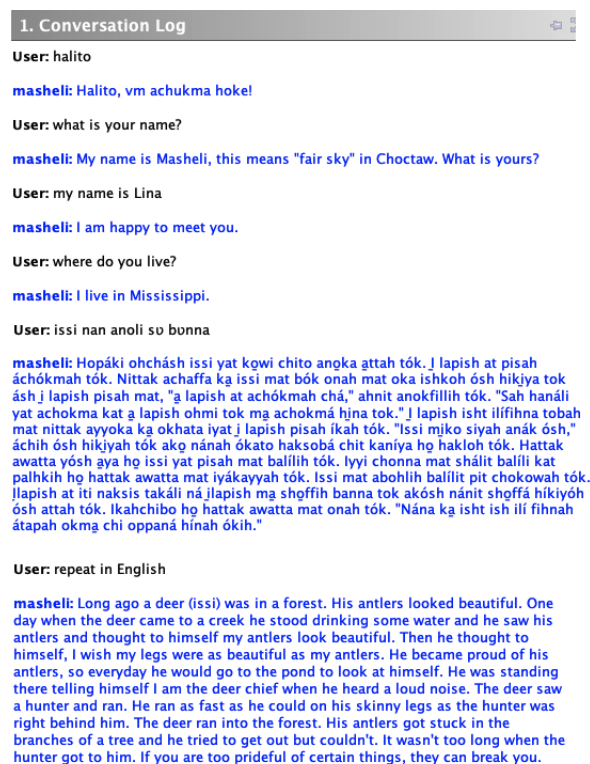 1. Conversation Log
User: halito
masheli: Halito, vm achukma hoke!
User: what is your name?
masheli: My name is Masheli, this means "fair sky" in Choctaw. What is yours?
User: my name is Lina
masheli: I am happy to meet you.
User: where do you live?
masheli: I live in Mississippi.
User: issi nan anoli sʋ bʋnna
masheli: Hopáki ohchásh issi yat ko̱wi chito ano̱ka a̱ttah tók. I̱ lapish at pisah
áchókmah tók. Nittak achaffa ka̱ issi mat bók onah mat oka ishkoh ósh hiki̱ya tok
ásh i̱ lapish pisah mat, "a̱ lapish at achókmah chá," ahnit anokfillih tók. "Sah hanáli
yat achokma kat a̱ lapish ohmi tok ma̱ achokmá hi̱na tok." I̱ lapish isht ilífihna tobah
mat nittak ayyoka ka̱ okhata iyat i̱ lapish pisah íkah tók. "Issi mi̱ko siyah anák ósh,"
áchih ósh hiki̱yah tók ako̱ nánah ókato haksobá chit kaníya ho̱ hakloh tók. Hattak
awatta yósh a̱ya ho̱ issi yat pisah mat balílih tók. Iyyi chonna mat shálit balíli kat
palhkih ho̱ hattak awatta mat iyákayyah tók. Issi mat abohlih balílit pit chokowah tók.
I̱lapish at iti naksis takáli ná i̱lapish ma̱ sho̱ffih banna tok akósh nánit sho̱ffá híkiyóh
ósh attah tók. Ikahchibo ho̱ hattak awatta mat onah tók. "Nána ka̱ isht ish ilí fihnah
átapah okma̱ chi oppaná hínah ókih."
User: repeat in English
masheli: Long ago a deer (issi) was in a forest. His antlers looked beautiful. One
day when the deer came to a creek he stood drinking some water and he saw his
antlers and thought to himself my antlers look beautiful. Then he thought to
himself, I wish my legs were as beautiful as my antlers. He became proud of his
antlers, so everyday he would go to the pond to look at himself. He was standing
there telling himself I am the deer chief when he heard a loud noise. The deer saw
a hunter and ran. He ran as fast as he could on his skinny legs as the hunter was
right behind him. The deer ran into the forest. His antlers got stuck in the
branches of a tree and he tried to get out but couldn't. It wasn't too long when the
hunter got to him. If you are too prideful of certain things, they can break you.